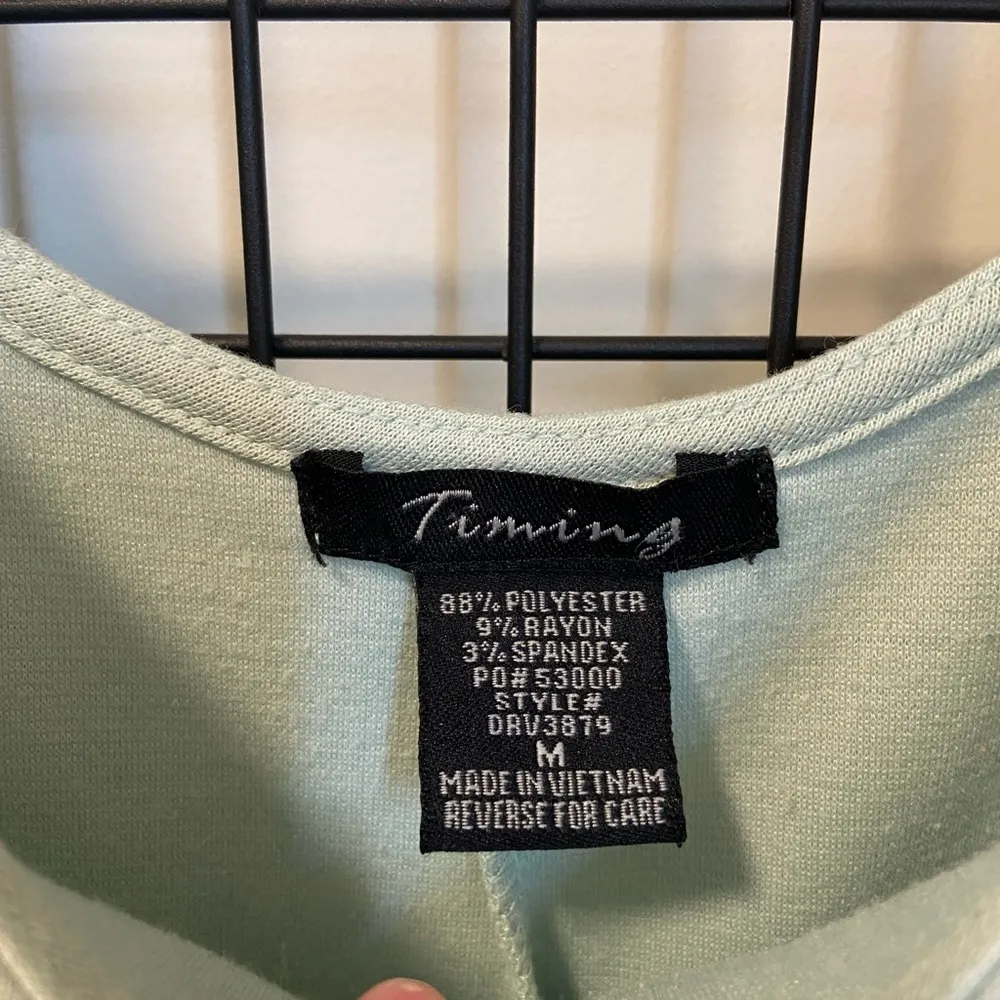 Timing
88% POLYESTER
9% RAYON
3% SPANDEX
PO# 53000
STYLE#
DRV3879
M
MADE IN VIETNAM
REVERSE FOR CARE